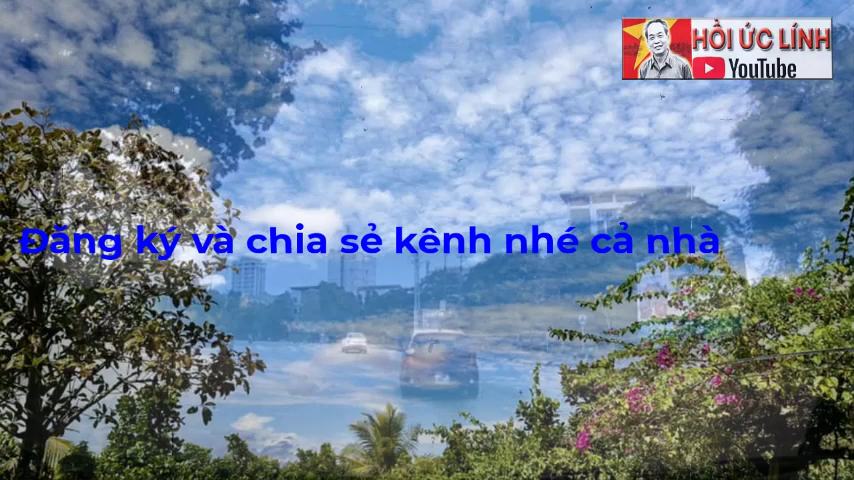 HỒI ỨC LÍNH
YouTube
Đăng ký và chia sẻ kênh nhé cả nhà